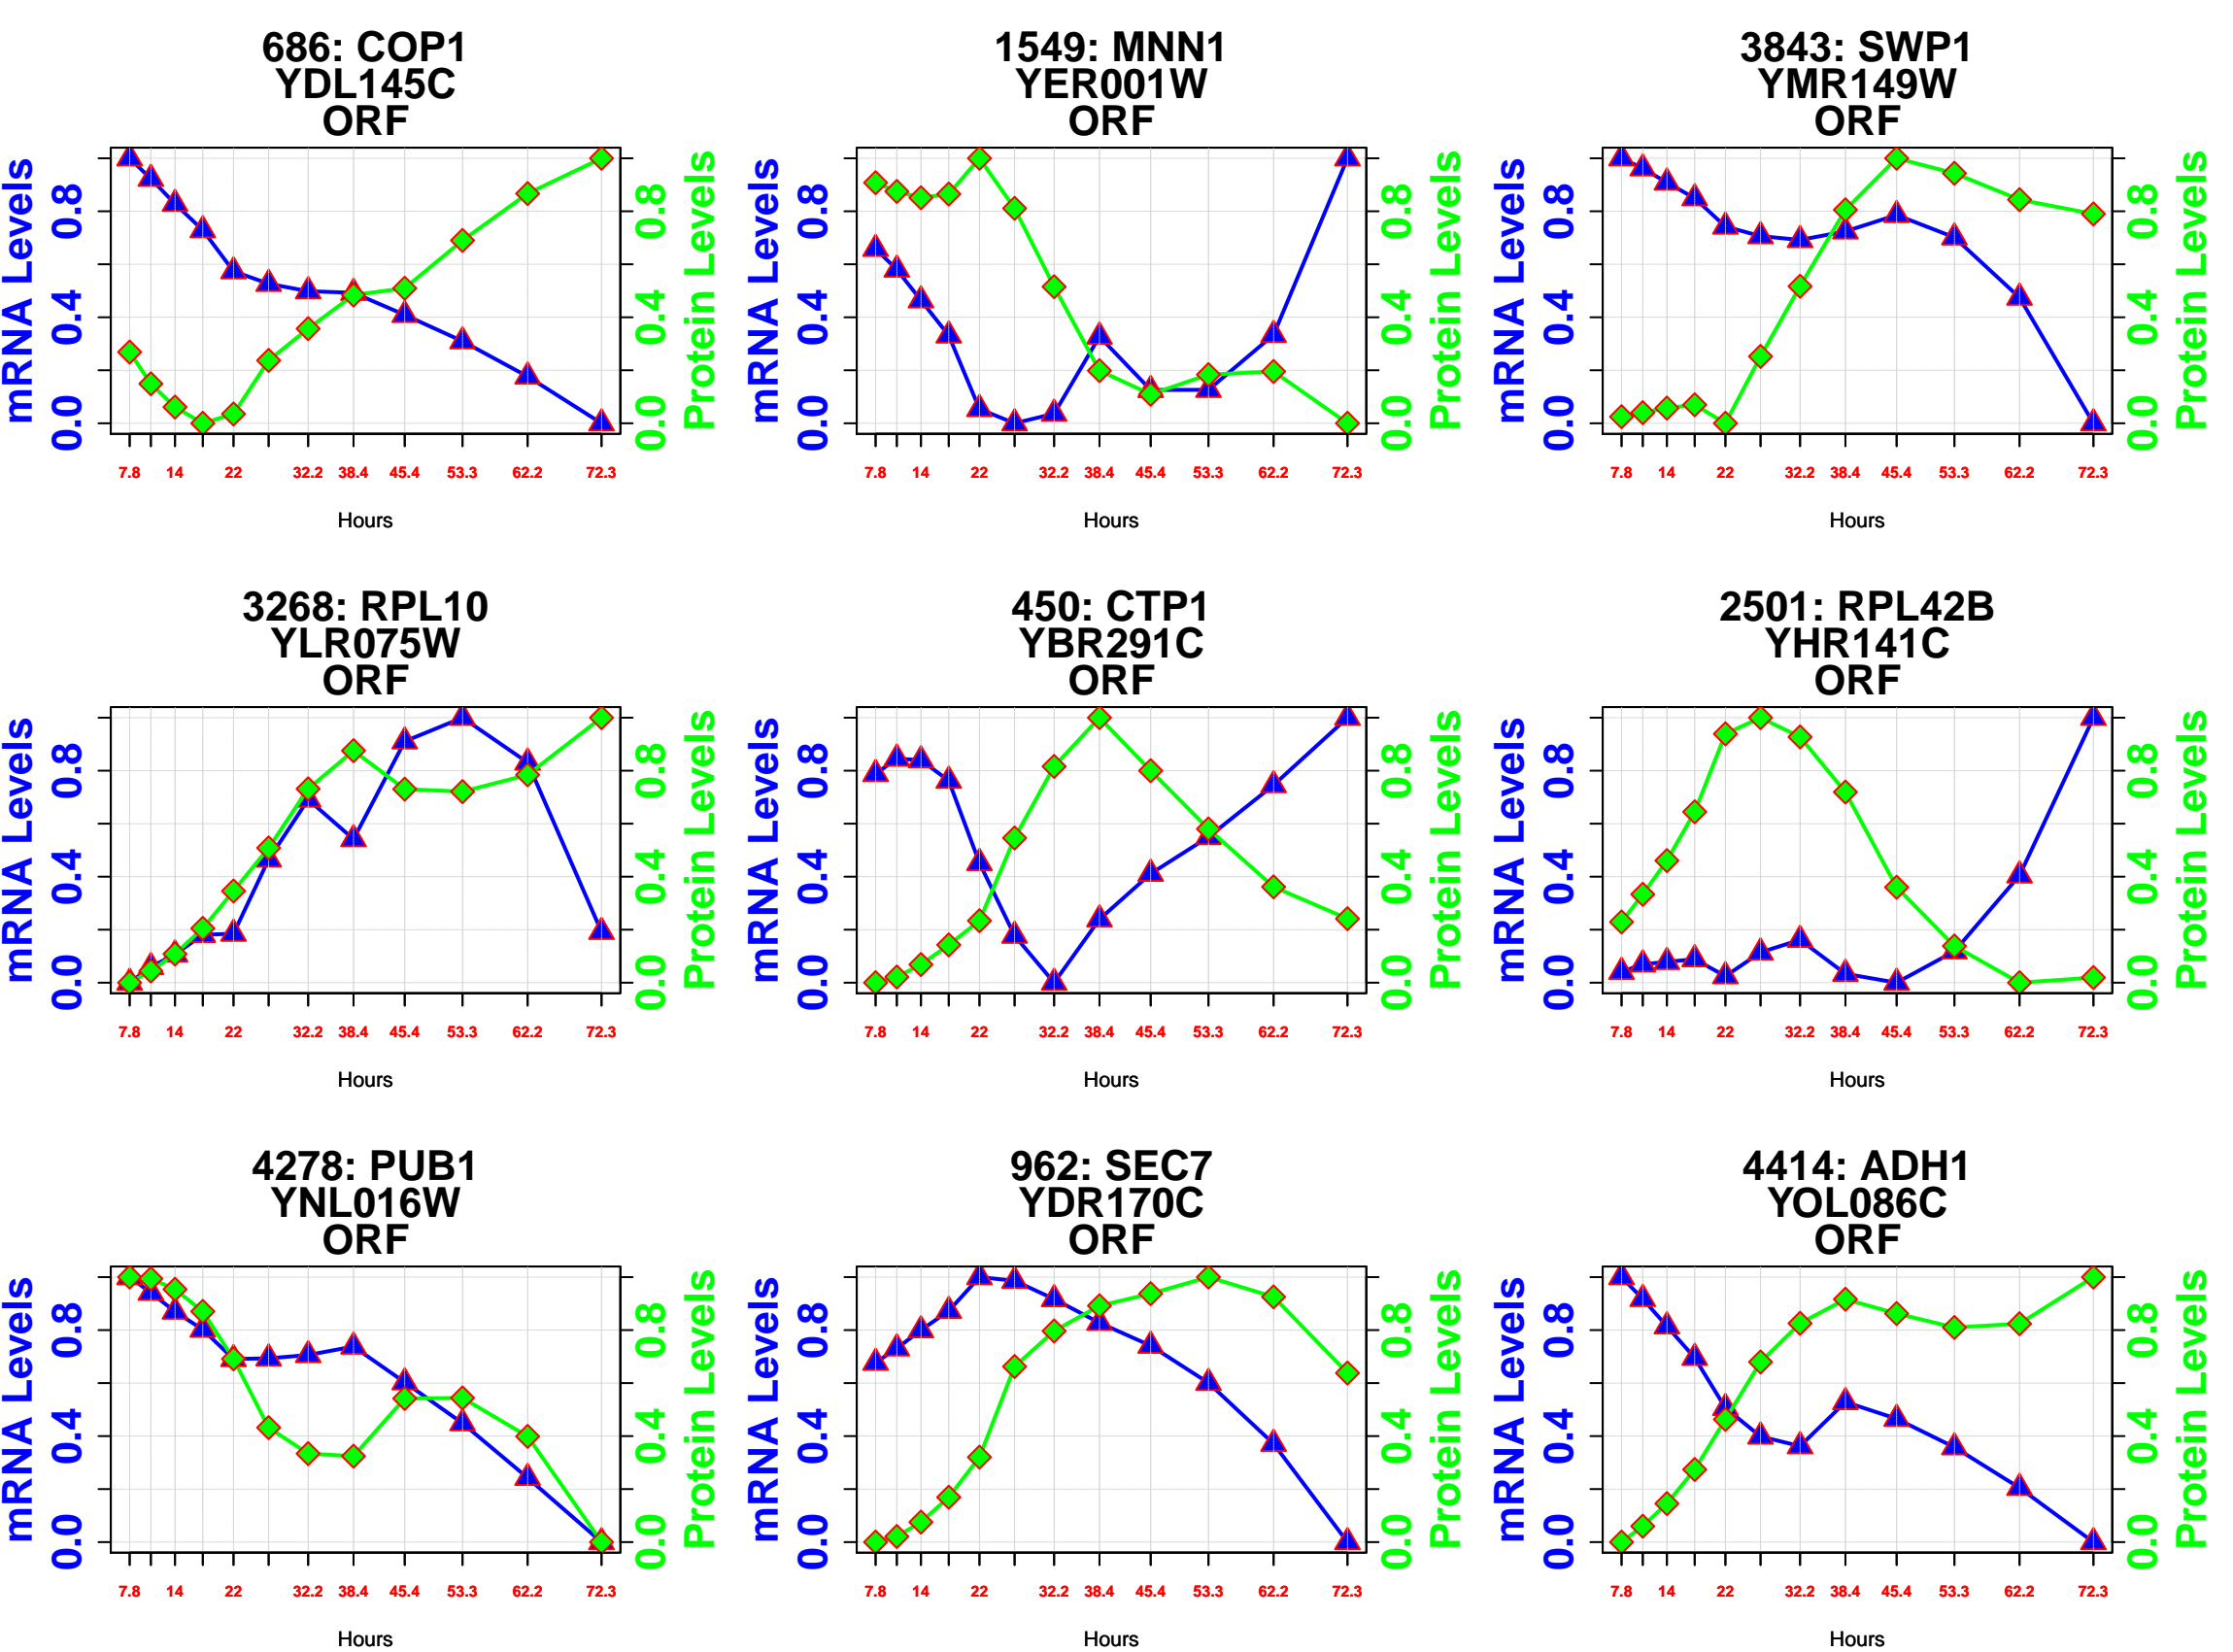 686: COP1
YDL145C
ORF
mRNA Levels
0.0 0.4 0.8
0.0 0.4 0.8
Protein Levels
7.8 14 22 32.2 38.4 45.4 53.3 62.2 72.3
Hours
1549: MNN1
YER001W
ORF
mRNA Levels
0.0 0.4 0.8
0.0 0.4 0.8
Protein Levels
7.8 14 22 32.2 38.4 45.4 53.3 62.2 72.3
Hours
3843: SWP1
YMR149W
ORF
mRNA Levels
0.0 0.4 0.8
0.0 0.4 0.8
Protein Levels
7.8 14 22 32.2 38.4 45.4 53.3 62.2 72.3
Hours
3268: RPL10
YLR075W
ORF
mRNA Levels
0.0 0.4 0.8
0.0 0.4 0.8
Protein Levels
7.8 14 22 32.2 38.4 45.4 53.3 62.2 72.3
Hours
450: CTP1
YBR291C
ORF
mRNA Levels
0.0 0.4 0.8
0.0 0.4 0.8
Protein Levels
7.8 14 22 32.2 38.4 45.4 53.3 62.2 72.3
Hours
2501: RPL42B
YHR141C
ORF
mRNA Levels
0.0 0.4 0.8
0.0 0.4 0.8
Protein Levels
7.8 14 22 32.2 38.4 45.4 53.3 62.2 72.3
Hours
4278: PUB1
YNL016W
ORF
mRNA Levels
0.0 0.4 0.8
0.0 0.4 0.8
Protein Levels
7.8 14 22 32.2 38.4 45.4 53.3 62.2 72.3
Hours
962: SEC7
YDR170C
ORF
mRNA Levels
0.0 0.4 0.8
0.0 0.4 0.8
Protein Levels
7.8 14 22 32.2 38.4 45.4 53.3 62.2 72.3
Hours
4414: ADH1
YOL086C
ORF
mRNA Levels
0.0 0.4 0.8
0.0 0.4 0.8
Protein Levels
7.8 14 22 32.2 38.4 45.4 53.3 62.2 72.3
Hours